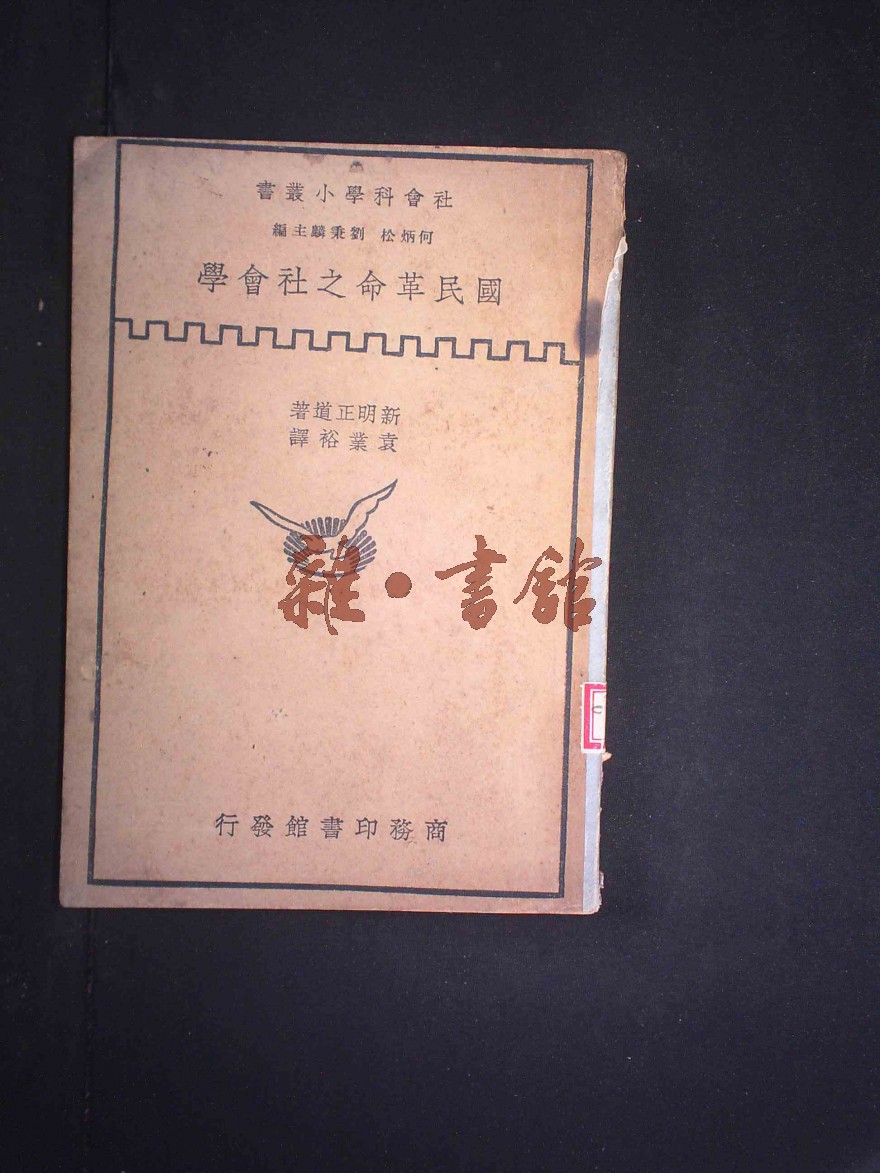 社會科學小叢書
何炳松 劉秉麟主編
國民革命之社會學
新明正道著
袁業裕譯
雜·書館
商務印書館發行